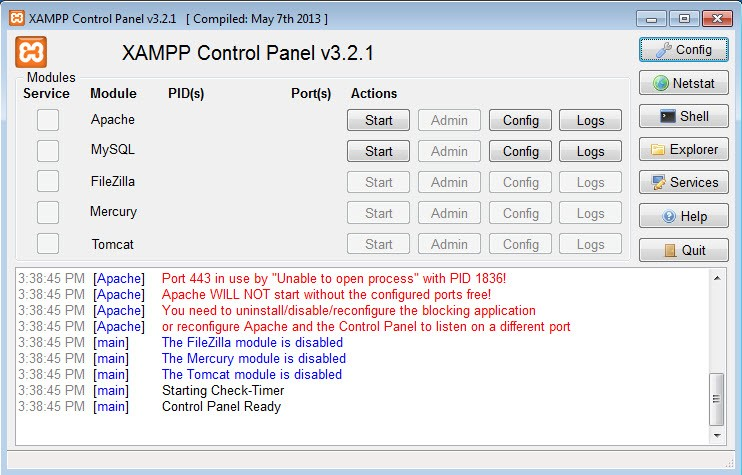 XAMPP Control Panel v3.2.1 [ Compiled: May 7th 2013 ]
XAMPP Control Panel v3.2.1
Config
Modules
Service Module PID(s) Port(s) Actions
Netstat
Apache Start Admin Config Logs
Shell
MySQL Start Admin Config Logs
Explorer
FileZilla Start Admin Config Logs
Services
Mercury Start Admin Config Logs
Help
Tomcat Start Admin Config Logs
Quit
3:38:45 PM [Apache] Port 443 in use by "Unable to open process" with PID 1836!
3:38:45 PM [Apache] Apache WILL NOT start without the configured ports free!
3:38:45 PM [Apache] You need to uninstall/disable/reconfigure the blocking application
3:38:45 PM [Apache] or reconfigure Apache and the Control Panel to listen on a different port
3:38:45 PM [main] The FileZilla module is disabled
3:38:45 PM [main] The Mercury module is disabled
3:38:45 PM [main] The Tomcat module is disabled
3:38:45 PM [main] Starting Check-Timer
3:38:45 PM [main] Control Panel Ready